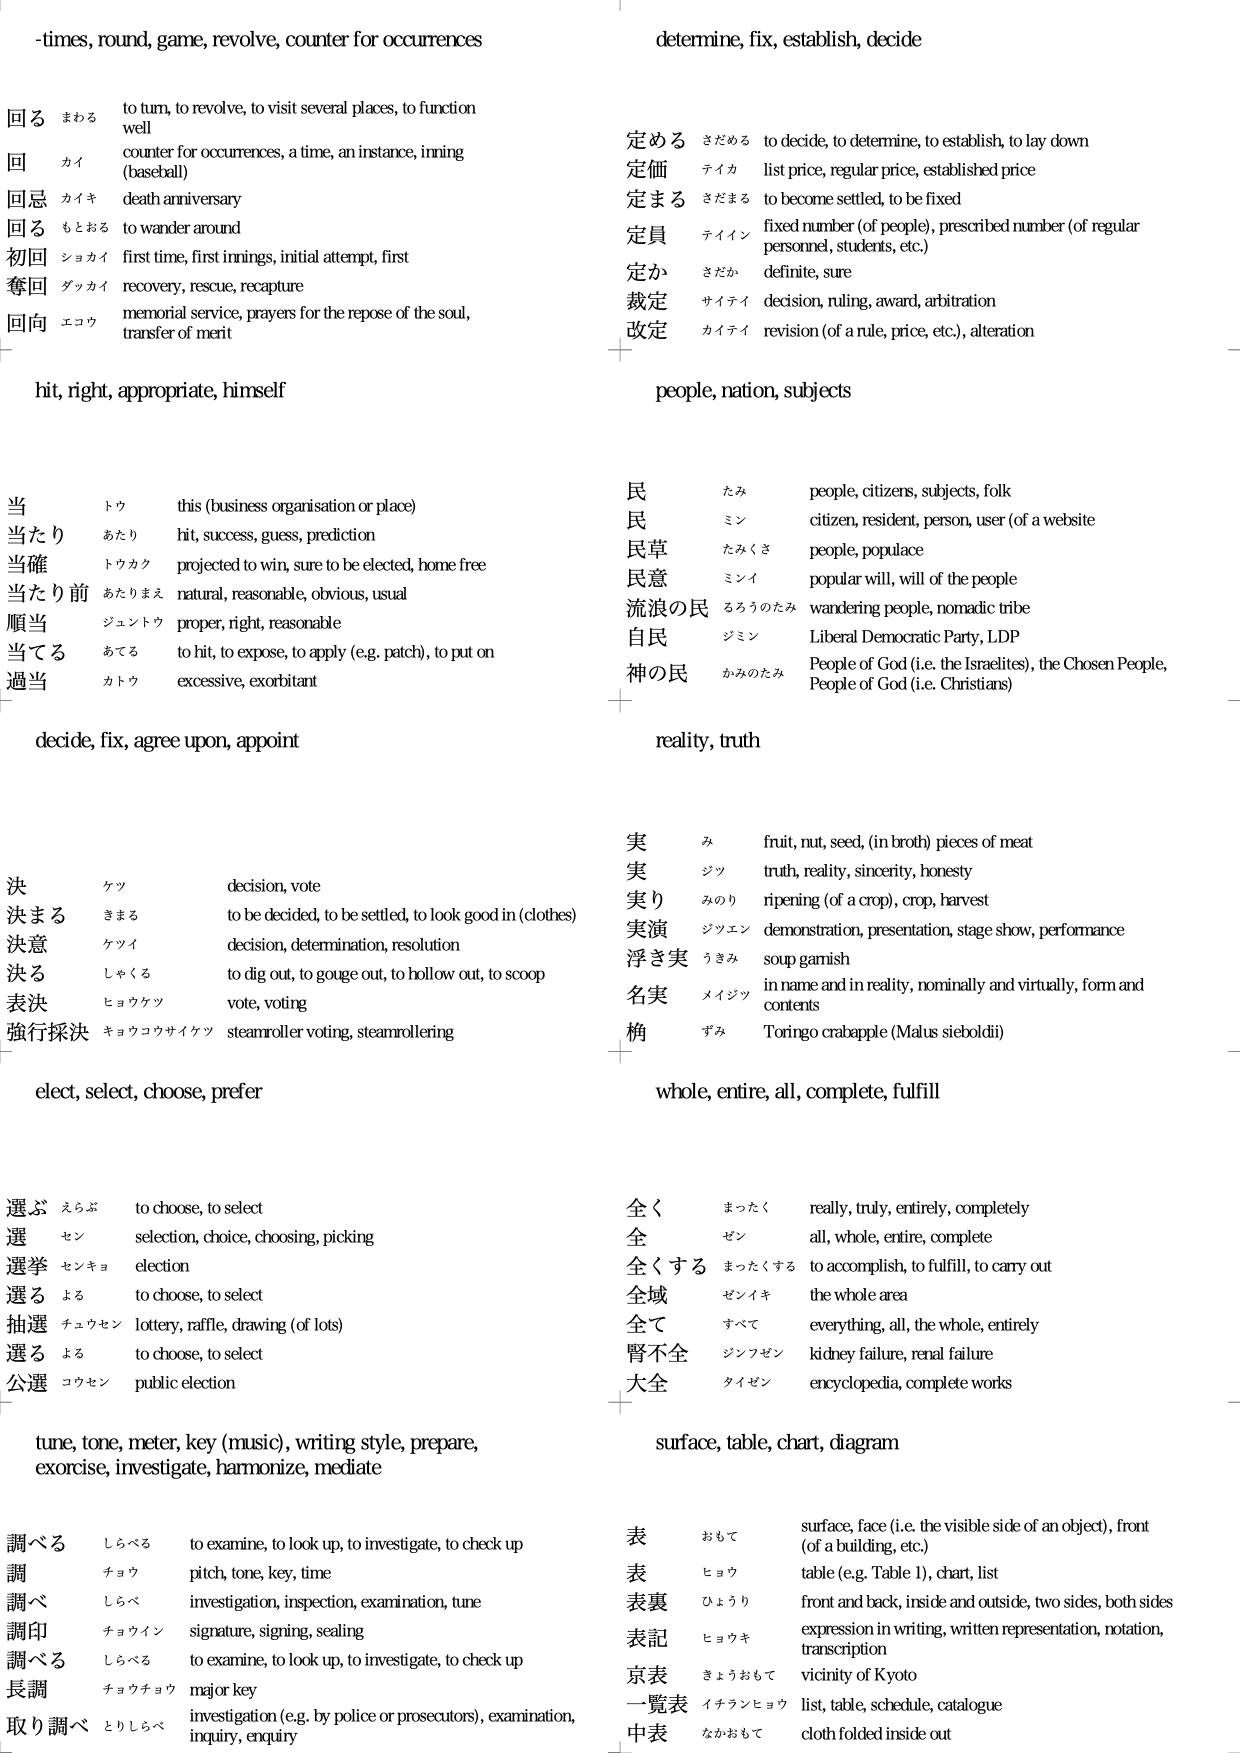 -times, round, game, revolve, counter for occurrences
回る まわる to turn, to revolve, to visit several places, to function
well
回 カイ counter for occurrences, a time, an instance, inning
(baseball)
回忌 カイキ death anniversary
回る もとおる to wander around
初回 ショカイ first time, first innings, initial attempt, first
奪回 ダッカイ recovery, rescue, recapture
回向 エコウ memorial service, prayers for the repose of the soul,
transfer of merit
determine, fix, establish, decide
定める さだめる to decide, to determine, to establish, to lay down
定価 テイカ list price, regular price, established price
定まる さだまる to become settled, to be fixed
定員 テイイン fixed number (of people), prescribed number (of regular
personnel, students, etc.)
定か さだか definite, sure
裁定 サイテイ decision, ruling, award, arbitration
改定 カイテイ revision (of a rule, price, etc.), alteration
hit, right, appropriate, himself
当 トウ this (business organisation or place)
当たり あたり hit, success, guess, prediction
当確 トウカク projected to win, sure to be elected, home free
当たり前 あたりまえ natural, reasonable, obvious, usual
順当 ジュントウ proper, right, reasonable
当てる あてる to hit, to expose, to apply (e.g. patch), to put on
過当 カトウ excessive, exorbitant
people, nation, subjects
民 たみ people, citizens, subjects, folk
民 ミン citizen, resident, person, user (of a website
民草 たみくさ people, populace
民意 ミンイ popular will, will of the people
流浪の民 るろうのたみ wandering people, nomadic tribe
自民 ジミン Liberal Democratic Party, LDP
神の民 かみのたみ People of God (i.e. the Israelites), the Chosen People,
People of God (i.e. Christians)
decide, fix, agree upon, appoint
決 ケツ decision, vote
決まる きまる to be decided, to be settled, to look good in (clothes)
決意 ケツイ decision, determination, resolution
決る しゃくる to dig out, to gouge out, to hollow out, to scoop
表決 ヒョウケツ vote, voting
強行採決 キョウコウサイケツ steamroller voting, steamrollering
reality, truth
実 み fruit, nut, seed, (in broth) pieces of meat
実 ジツ truth, reality, sincerity, honesty
実り みのり ripening (of a crop), crop, harvest
実演 ジツエン demonstration, presentation, stage show, performance
浮き実 うきみ soup garnish
名実 メイジツ in name and in reality, nominally and virtually, form and
contents
桷 ずみ Toringo crabapple (Malus sieboldii)
elect, select, choose, prefer
選ぶ えらぶ to choose, to select
選 セン selection, choice, choosing, picking
選挙 センキョ election
選る よる to choose, to select
抽選 チュウセン lottery, raffle, drawing (of lots)
選る よる to choose, to select
公選 コウセン public election
whole, entire, all, complete, fulfill
全く まったく really, truly, entirely, completely
全 ゼン all, whole, entire, complete
全くする まったくする to accomplish, to fulfill, to carry out
全域 ゼンイキ the whole area
全て すべて everything, all, the whole, entirely
腎不全 ジンフゼン kidney failure, renal failure
大全 タイゼン encyclopedia, complete works
tune, tone, meter, key (music), writing style, prepare,
exorcise, investigate, harmonize, mediate
調べる しらべる to examine, to look up, to investigate, to check up
調 チョウ pitch, tone, key, time
調べ しらべ investigation, inspection, examination, tune
調印 チョウイン signature, signing, sealing
調べる しらべる to examine, to look up, to investigate, to check up
長調 チョウチョウ major key
取り調べ とりしらべ investigation (e.g. by police or prosecutors), examination,
inquiry, enquiry
surface, table, chart, diagram
表 おもて surface, face (i.e. the visible side of an object), front
(of a building, etc.)
表 ヒョウ table (e.g. Table 1), chart, list
表裏 ひょうり front and back, inside and outside, two sides, both sides
表記 ヒョウキ expression in writing, written representation, notation,
transcription
京表 きょうおもて vicinity of Kyoto
一覧表 イチランヒョウ list, table, schedule, catalogue
中表 なかおもて cloth folded inside out